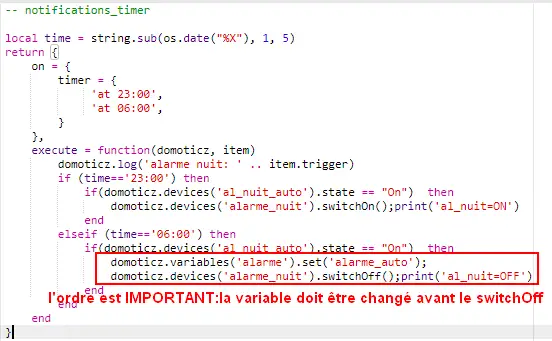 -- notifications_timer
local time = string.sub(os.date("%X"), 1, 5)
return {
on = {
timer = {
'at 23:00',
'at 06:00',
}
},
execute = function(domoticz, item)
domoticz.log('alarme nuit: ' .. item.trigger)
if (time=='23:00') then
if(domoticz.devices('al_nuit_auto').state == "On") then
domoticz.devices('alarme_nuit').switchOn();print('al_nuit=ON')
end
elseif (time=='06:00') then
if(domoticz.devices('al_nuit_auto').state == "On") then
domoticz.variables('alarme').set('alarme_auto');
domoticz.devices('alarme_nuit').switchOff();print('al_nuit=OFF')
end
l'ordre est IMPORTANT:la variable doit être changé avant le switchOff
end
end
}